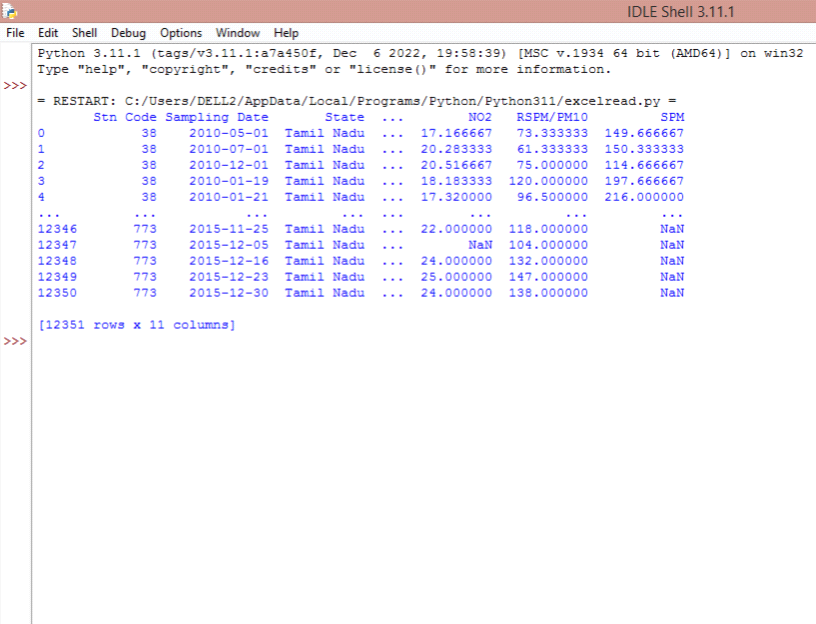 IDLE Shell 3.11.1
File Edit Shell Debug Options Window Help
Python 3.11.1 (tags/v3.11.1:a7a450f, Dec  6 2022, 19:58:39) [MSC v.1934 64 bit (AMD64)] on win32
Type "help", "copyright", "credits" or "license()" for more information.
>>>
= RESTART: C:/Users/DELL2/AppData/Local/Programs/Python/Python311/excelread.py =
Stn Code Sampling Date State ... NO2 RSPM/PM10 SPM
0 38 2010-05-01 Tamil Nadu ... 17.166667 73.333333 149.666667
1 38 2010-07-01 Tamil Nadu ... 20.283333 61.333333 150.333333
2 38 2010-12-01 Tamil Nadu ... 20.516667 75.000000 114.666667
3 38 2010-01-19 Tamil Nadu ... 18.183333 120.000000 197.666667
4 38 2010-01-21 Tamil Nadu ... 17.320000 96.500000 216.000000
... ... ... ... ... ... ... ...
12346 773 2015-11-25 Tamil Nadu ... 22.000000 118.000000 NaN
12347 773 2015-12-05 Tamil Nadu ... NaN 104.000000 NaN
12348 773 2015-12-16 Tamil Nadu ... 24.000000 132.000000 NaN
12349 773 2015-12-23 Tamil Nadu ... 25.000000 147.000000 NaN
12350 773 2015-12-30 Tamil Nadu ... 24.000000 138.000000 NaN
[12351 rows x 11 columns]
>>>